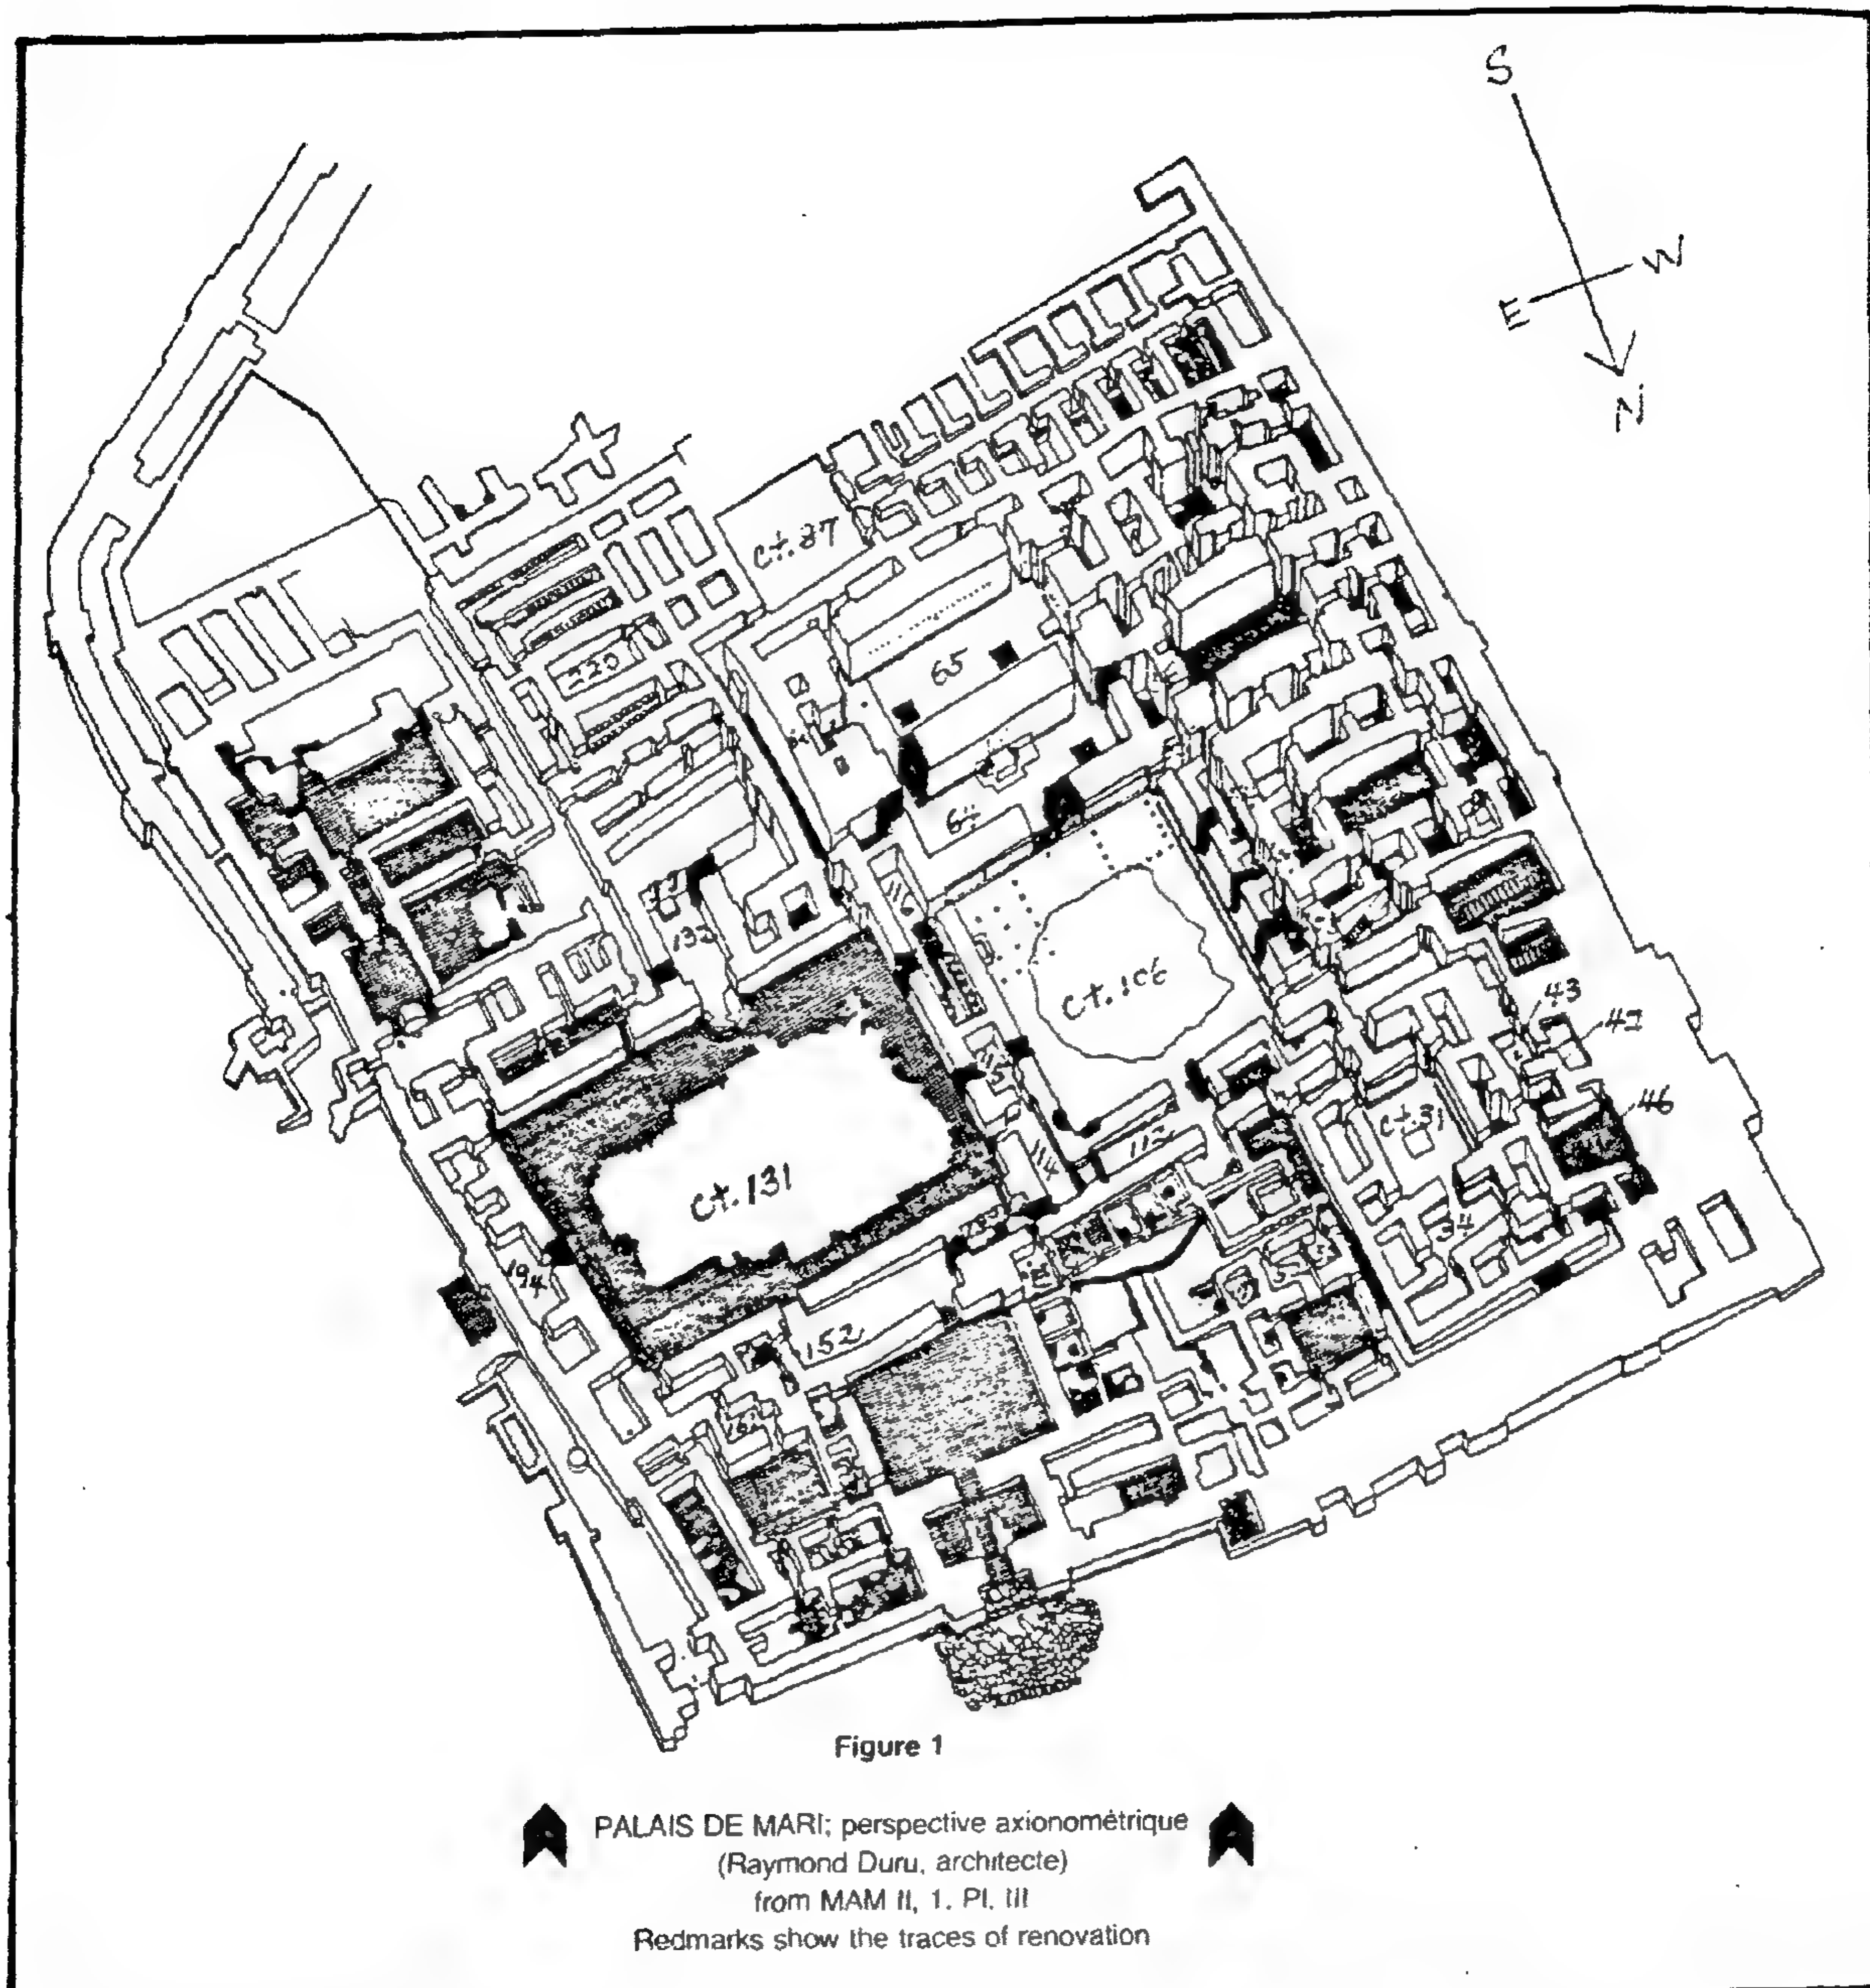 S
W
E
N
ct. 87
220
65
64
132
ct. 106
43
42
ct. 31
46
112
ct. 131
34
194
152
Figure 1
PALAIS DE MARI; perspective axionométrique
(Raymond Duru, architecte)
from MAM II, 1. Pl. III
Redmarks show the traces of renovation